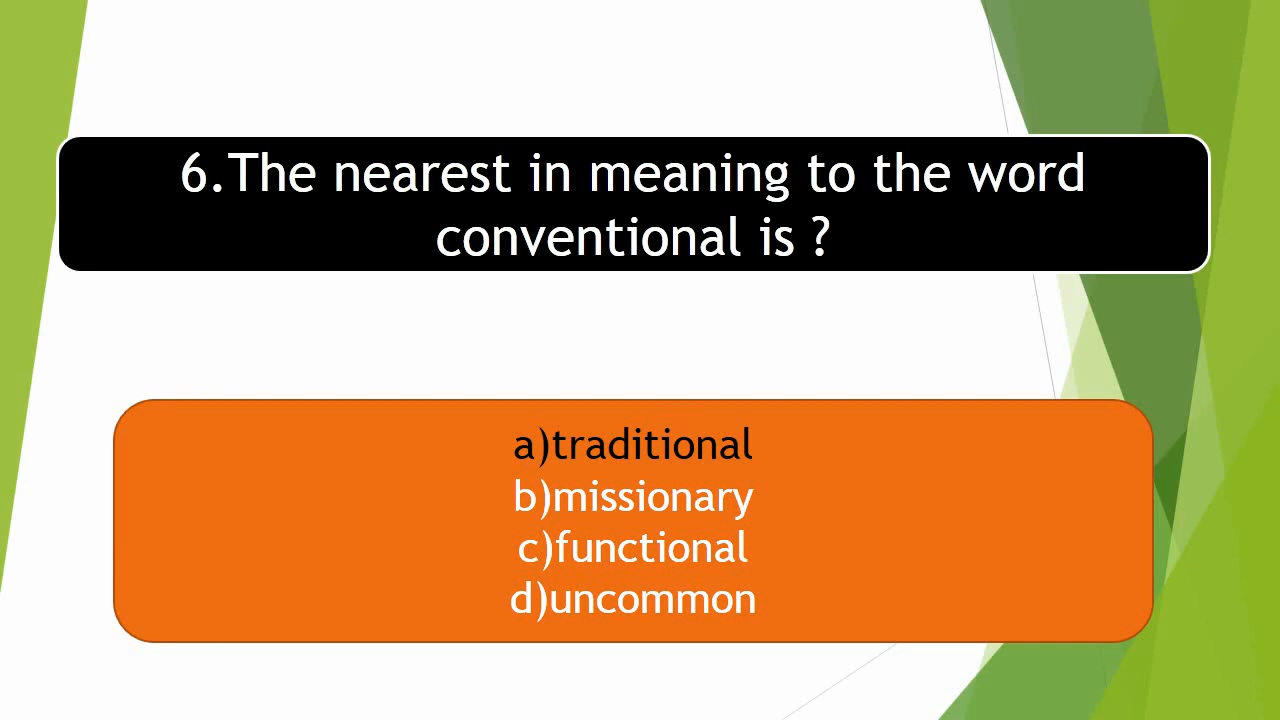 6.The nearest in meaning to the word
conventional is ?
a)traditional
b)missionary
c)functional
d)uncommon